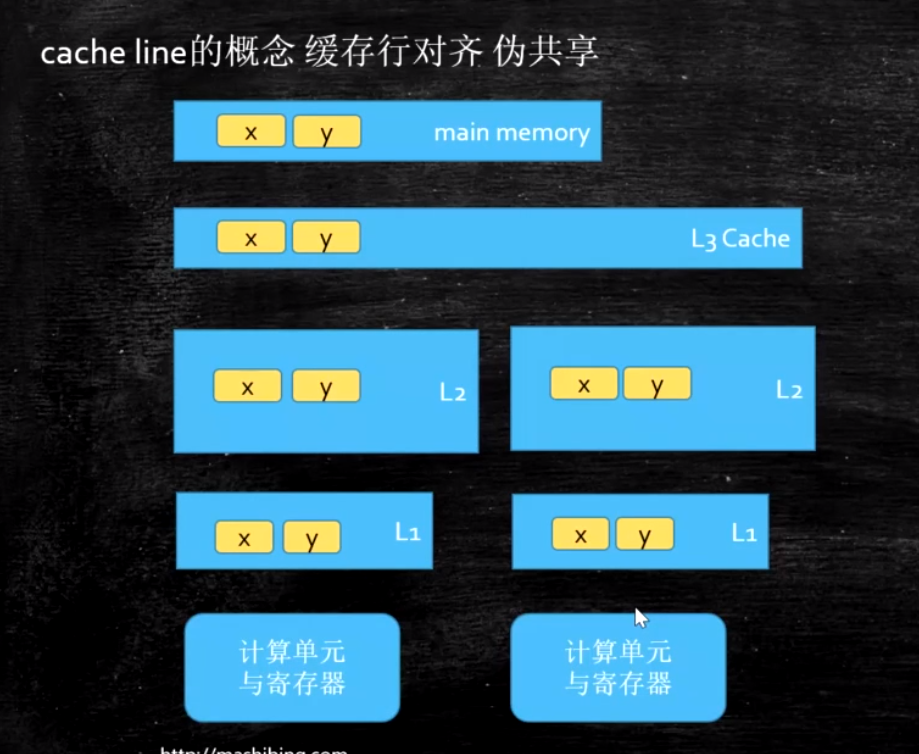 cache line的概念 缓存行对齐 伪共享
x y main memory
x y L3 Cache
x y L2
x y L2
x y L1
x y L1
计算单元
与寄存器
计算单元
与寄存器
http://mashibing.com